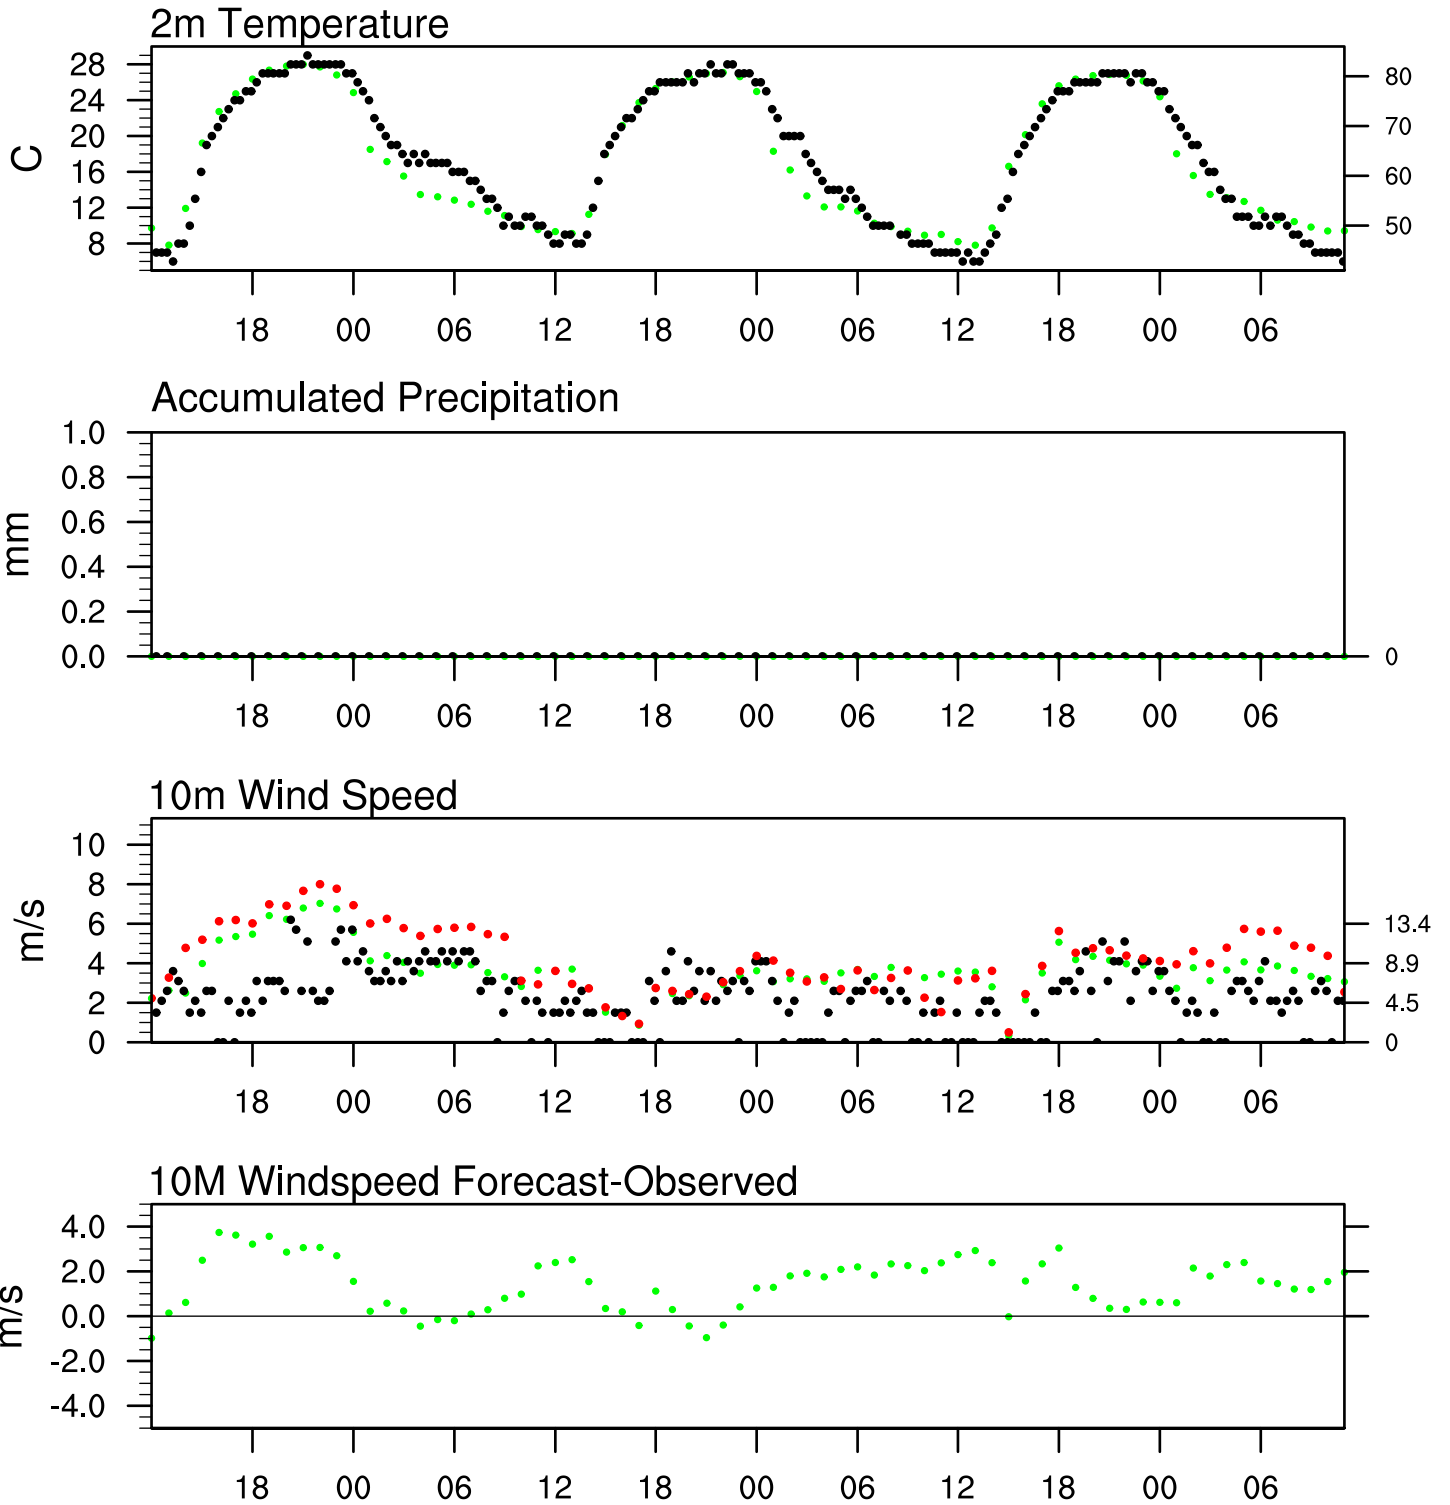 2m Temperature
28
24
20
16
12
8
C
80
70
60
50
18 00 06 12 18 00 06 12 18 00 06
Accumulated Precipitation
1.0
0.8
0.6
0.4
0.2
0.0
mm
0
18 00 06 12 18 00 06 12 18 00 06
10m Wind Speed
10
8
6
4
2
0
m/s
13.4
8.9
4.5
0
18 00 06 12 18 00 06 12 18 00 06
10M Windspeed Forecast-Observed
4.0
2.0
0.0
-2.0
-4.0
m/s
18 00 06 12 18 00 06 12 18 00 06